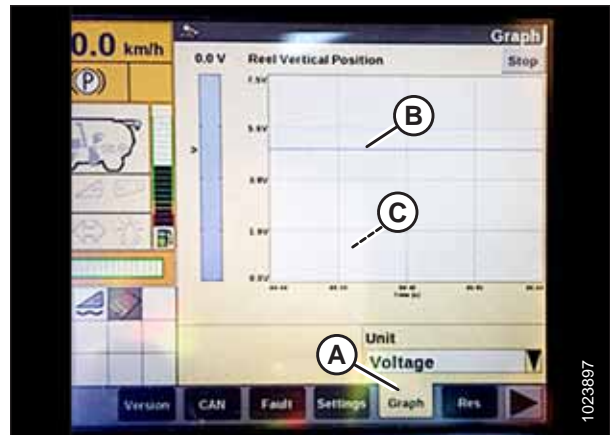 Graph
0.0 km/h
0.0 V
Reel Vertical Position
Stop
(P)
B
C
A
Unit
Voltage
Version
CAN
Fault
Settings
Graph
Res
1023897